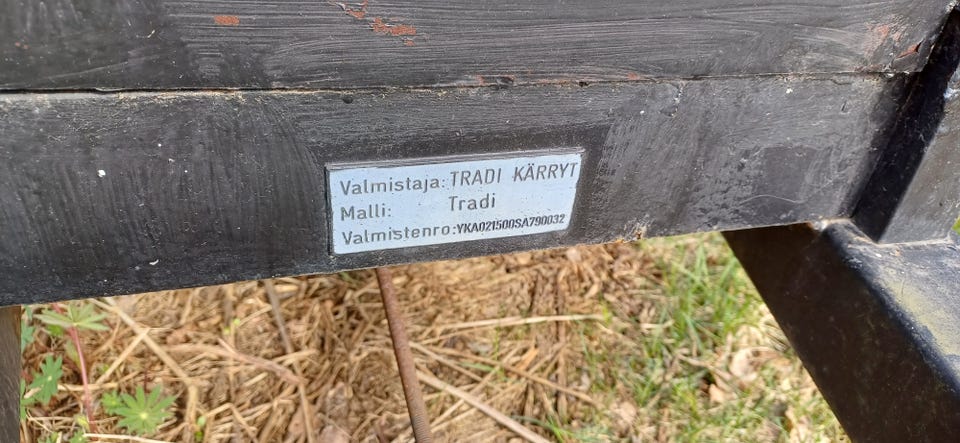 Valmistaja: TRADI KÄRRYT
Malli: Tradi
Valmistenro: YKA021500SA790032